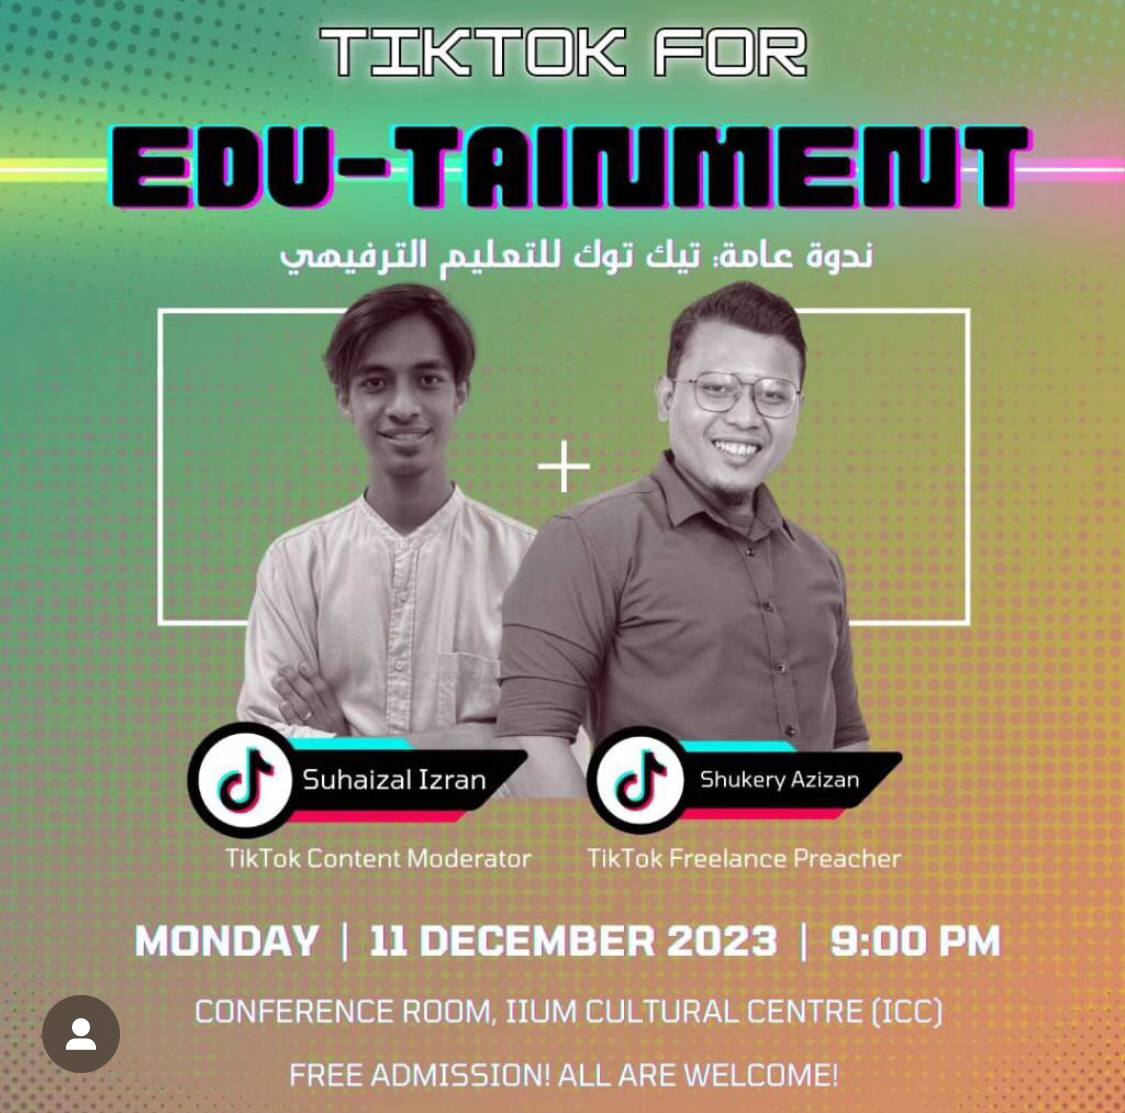 TIKTOK FOR
EDU-TAINMENT
ندوة عامة: تيك توك للتعليم الترفيهي
Suhaizal Izran
TikTok Content Moderator
Shukery Azizan
TikTok Freelance Preacher
MONDAY | 11 DECEMBER 2023 | 9:00 PM
CONFERENCE ROOM, IIUM CULTURAL CENTRE (ICC)
FREE ADMISSION! ALL ARE WELCOME!